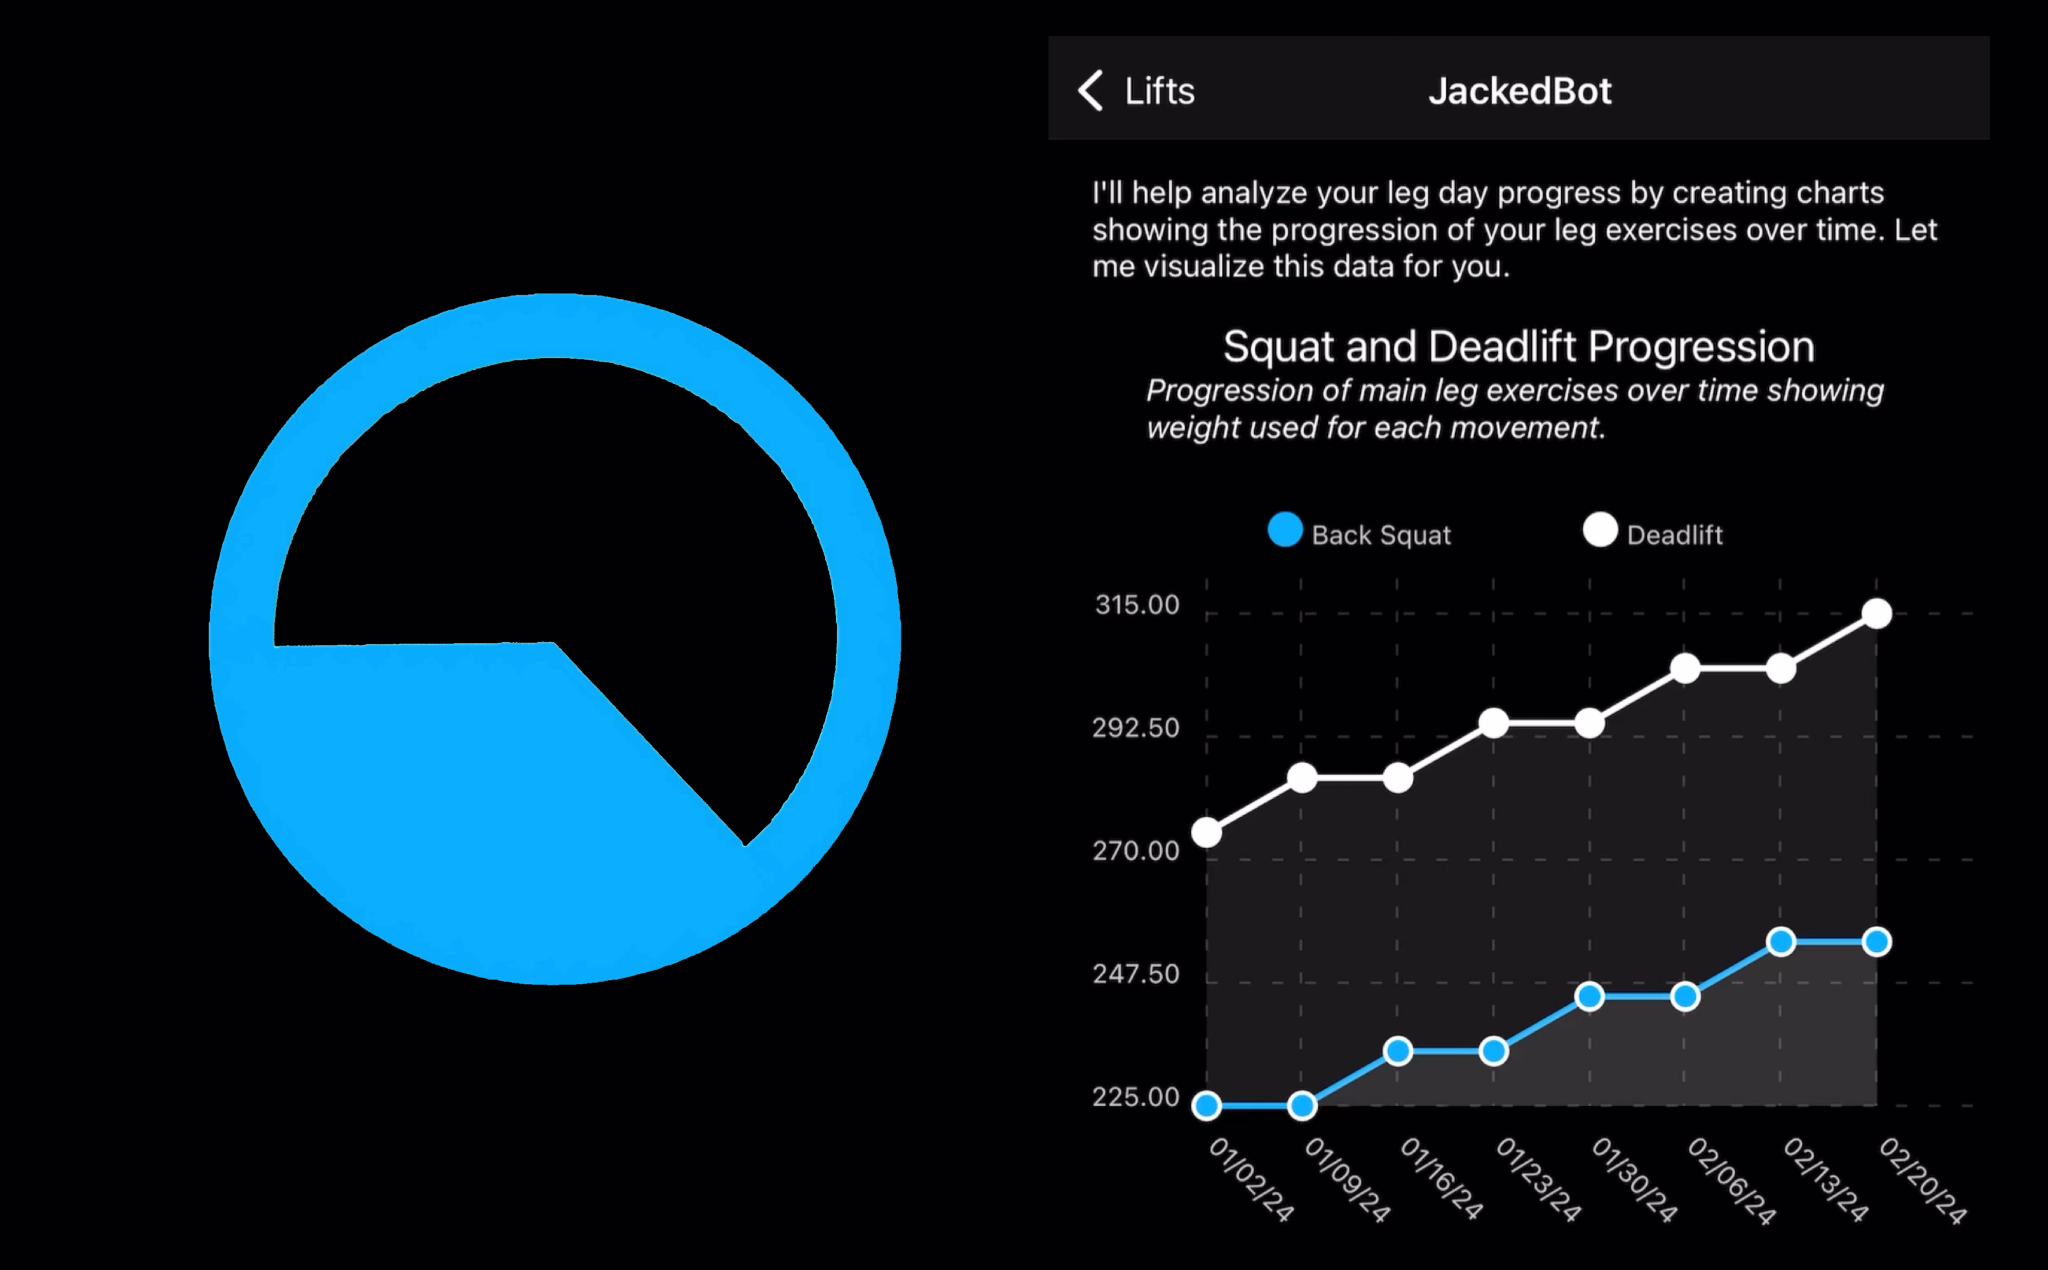 Lifts
JackedBot
I'll help analyze your leg day progress by creating charts
showing the progression of your leg exercises over time. Let
me visualize this data for you.
Squat and Deadlift Progression
Progression of main leg exercises over time showing
weight used for each movement.
Back Squat
Deadlift
315.00
292.50
270.00
247.50
225.00
01/02/24
01/09/24
01/16/24
01/23/24
01/30/24
02/06/24
02/13/24
02/20/24